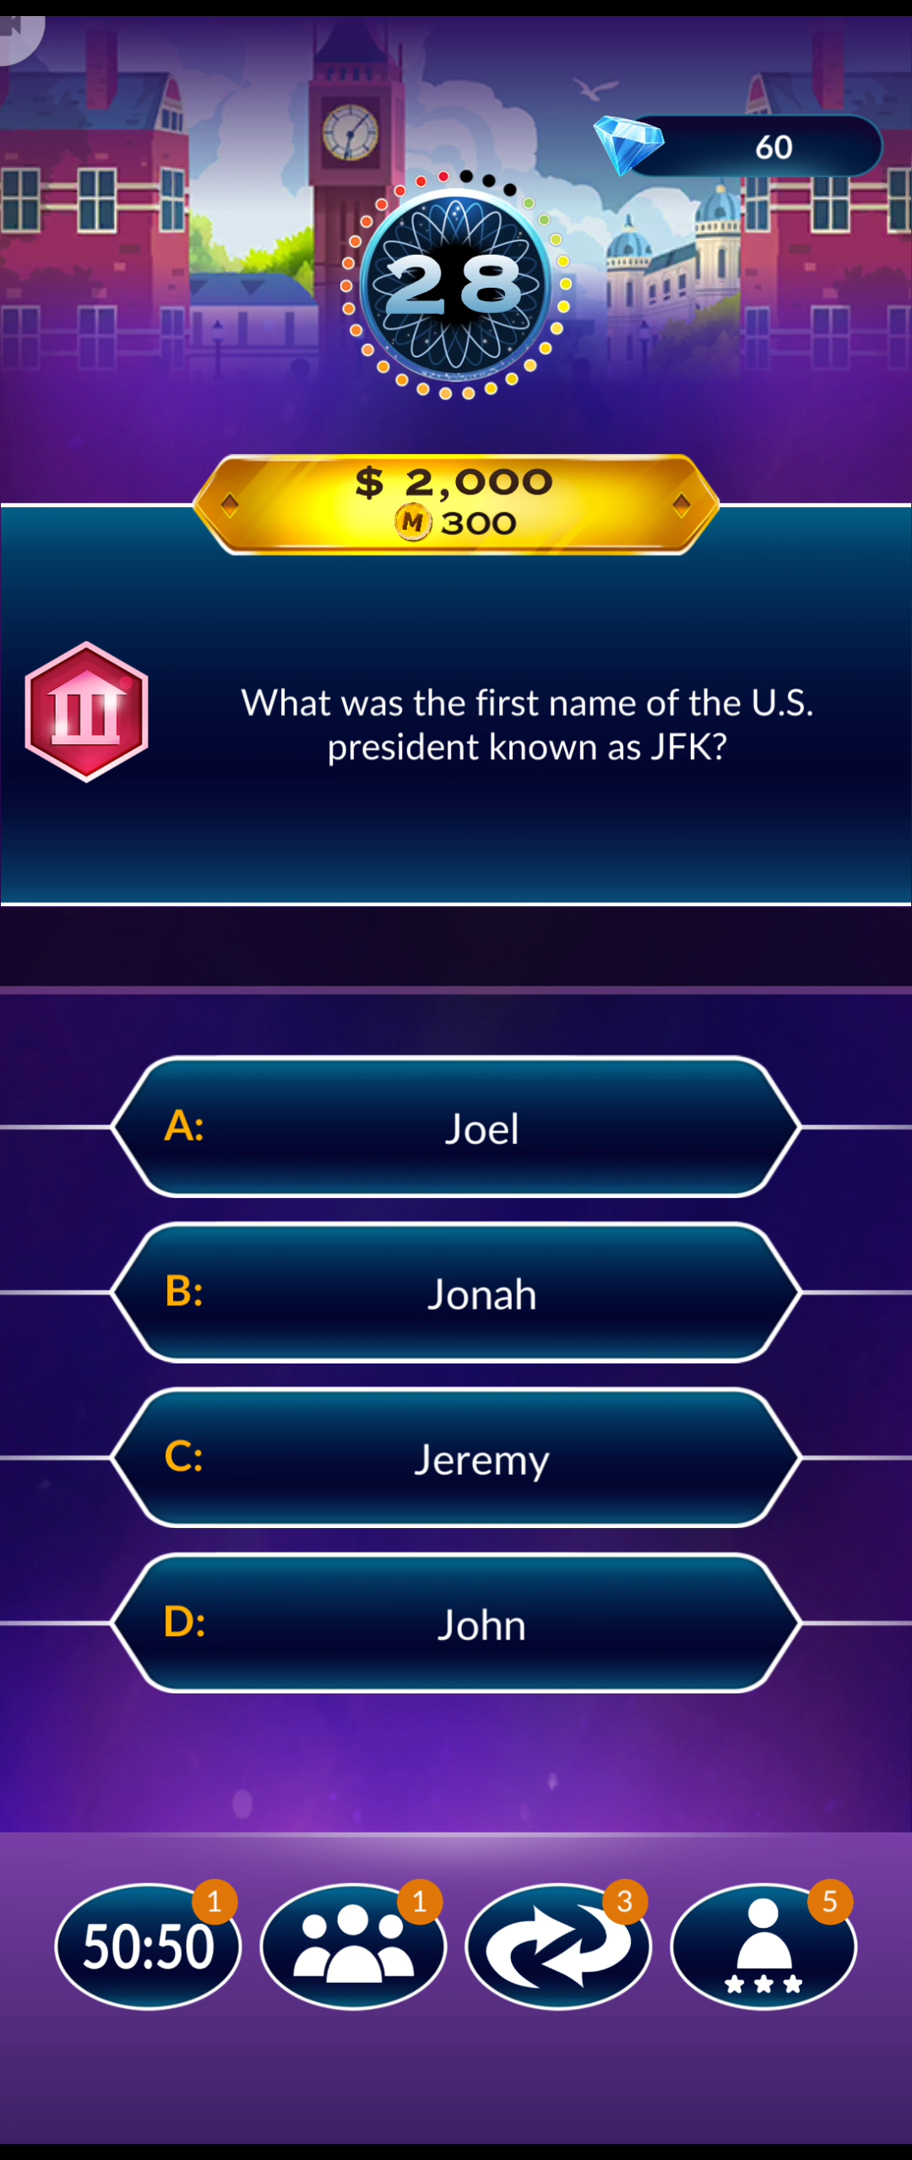 60
28
$ 2,000
M 300
What was the first name of the U.S.
president known as JFK?
A: Joel
B: Jonah
C: Jeremy
D: John
1
1
3
5
50:50